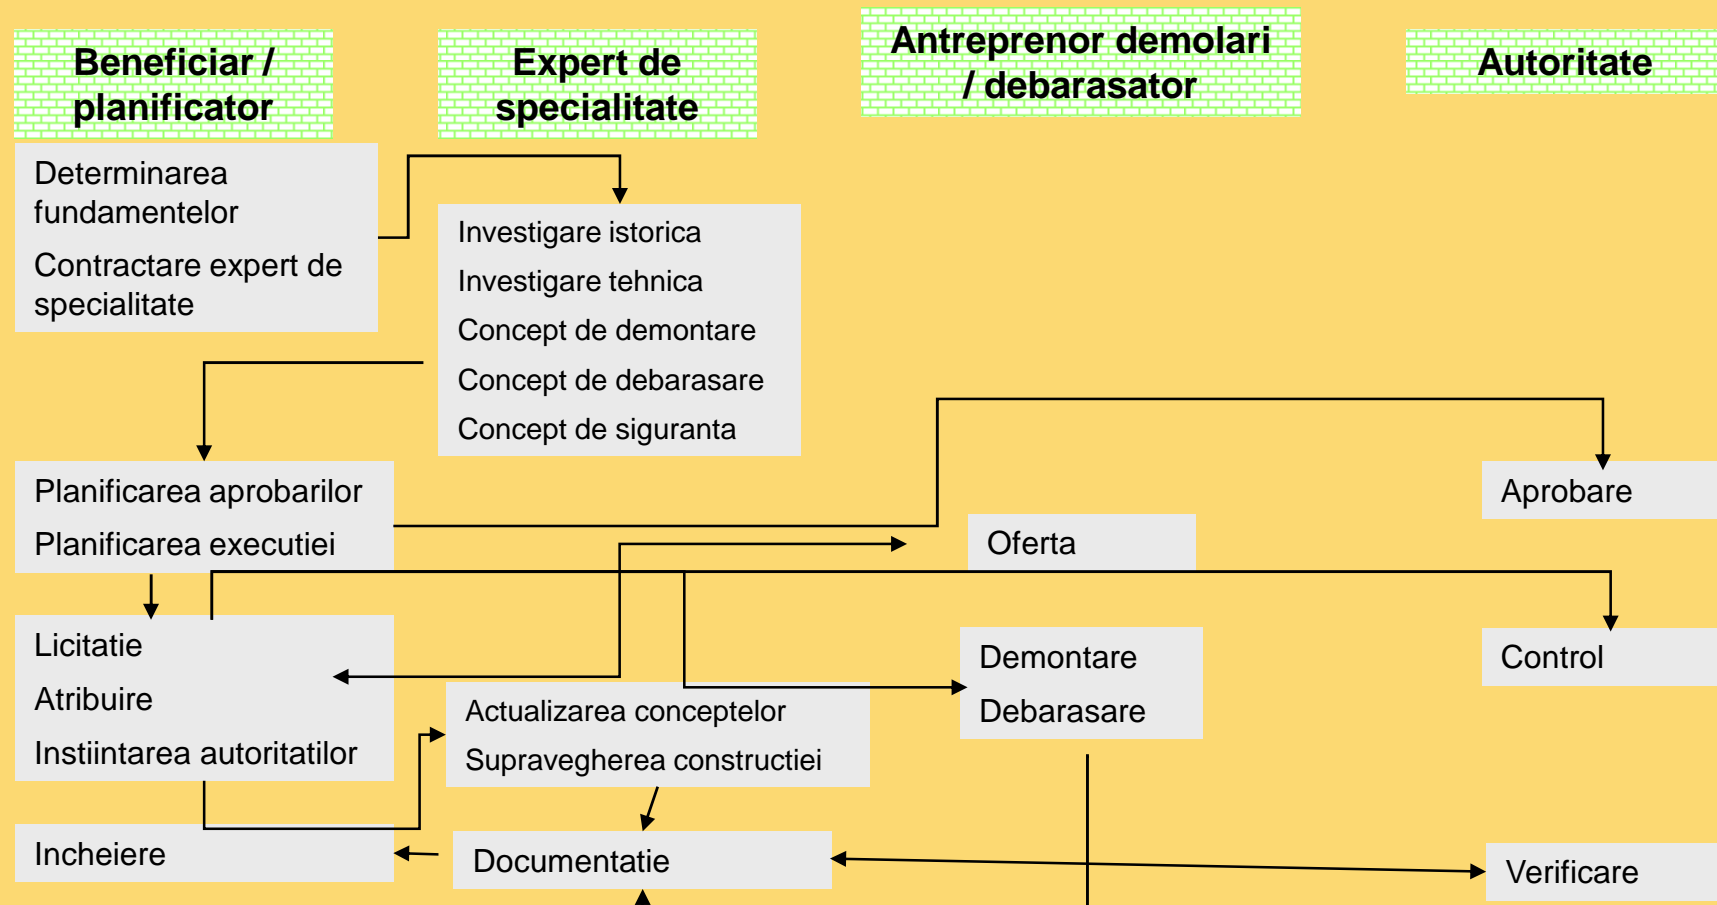 Beneficiar /
planificator
Expert de
specialitate
Antreprenor demolari
/ debarasator
Autoritate
Determinarea
fundamentelor
Contractare expert de
specialitate
Investigare istorica
Investigare tehnica
Concept de demontare
Concept de debarasare
Concept de siguranta
Planificarea aprobarilor
Planificarea executiei
Aprobare
Oferta
Licitatie
Atribuire
Instiintarea autoritatilor
Demontare
Debarasare
Control
Actualizarea conceptelor
Supravegherea constructiei
Incheiere
Documentatie
Verificare